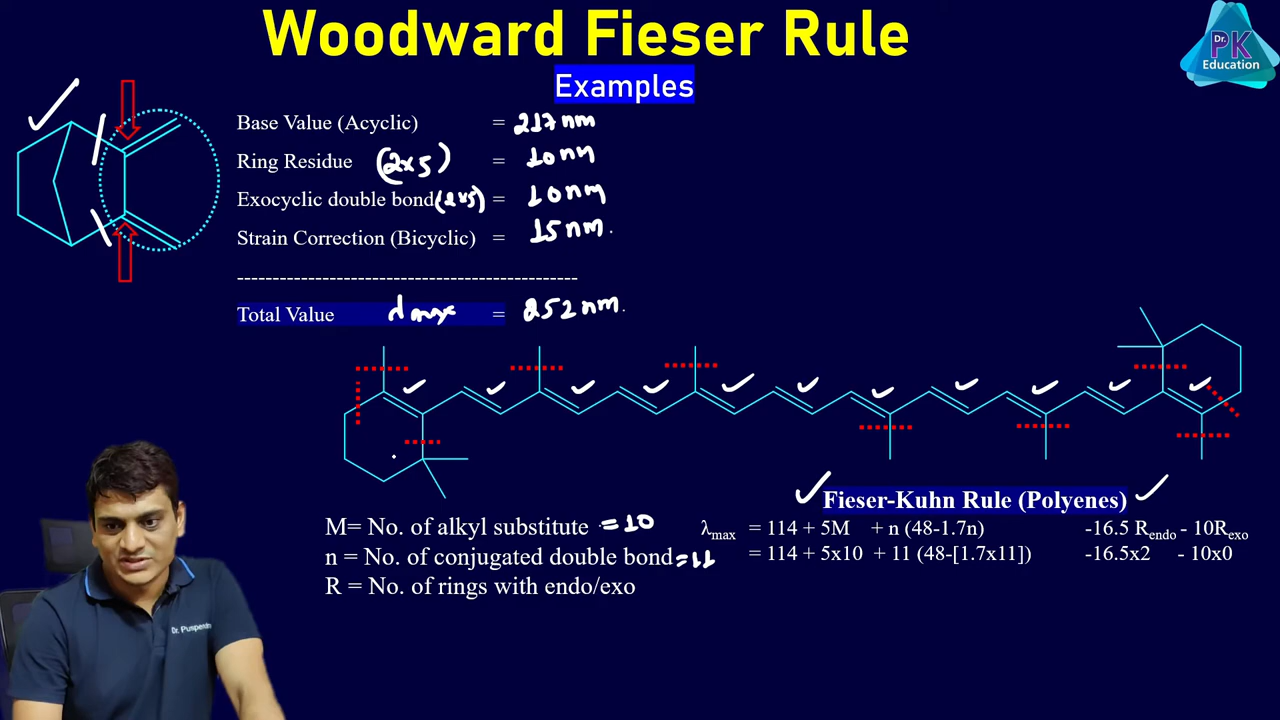 Woodward Fieser Rule
Dr.
PK
Education
Examples
Base Value (Acyclic) = 217 nm
Ring Residue (2x5) = 10 nm
Exocyclic double bond (2x5) = 10 nm
Strain Correction (Bicyclic) = 15 nm.
------------------------------------------------
Total Value λmax = 252 nm.
Fieser-Kuhn Rule (Polyenes)
M= No. of alkyl substitute = 10
λmax = 114 + 5M + n (48-1.7n) -16.5 Rendo - 10Rexo
n = No. of conjugated double bond = 11
= 114 + 5x10 + 11 (48-[1.7x11]) -16.5x2 - 10x0
R = No. of rings with endo/exo
Dr. Puspendra